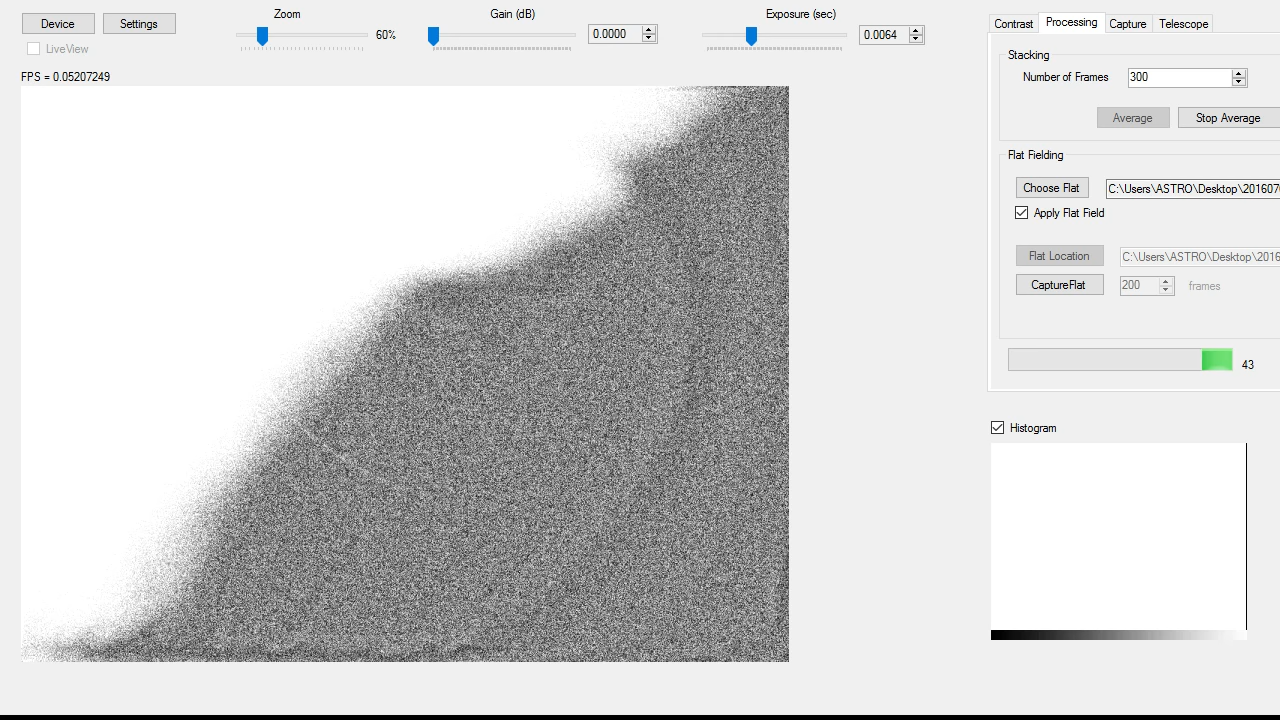 Device Settings
LiveView
Zoom
60%
Gain (dB)
0.0000
Exposure (sec)
0.0064
FPS = 0.05207249
Contrast Processing Capture Telescope
Stacking
Number of Frames 300
Average Stop Average
Flat Fielding
Choose Flat C:\Users\ASTRO\Desktop\201607
Apply Flat Field
Flat Location C:\Users\ASTRO\Desktop\2016
CaptureFlat 200 frames
43
Histogram